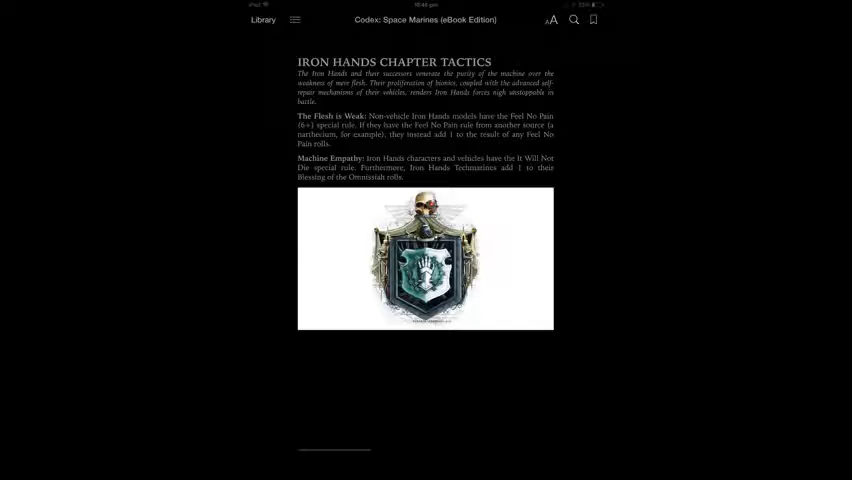 Library
Codex: Space Marines (eBook Edition)
AA
IRON HANDS CHAPTER TACTICS
The Iron Hands and their successors venerate the purity of the machine over the
weakness of mere flesh. Their proliferation of bionics, coupled with the advanced self-
repair mechanisms of their vehicles, renders Iron Hands forces nigh unstoppable in
battle.
The Flesh is Weak: Non-vehicle Iron Hands models have the Feel No Pain
(6+) special rule. If they have the Feel No Pain rule from another source (a
narthecium, for example), they instead add 1 to the result of any Feel No
Pain rolls.
Machine Empathy: Iron Hands characters and vehicles have the It Will Not
Die special rule. Furthermore, Iron Hands Techmarines add 1 to their
Blessing of the Omnissiah rolls.